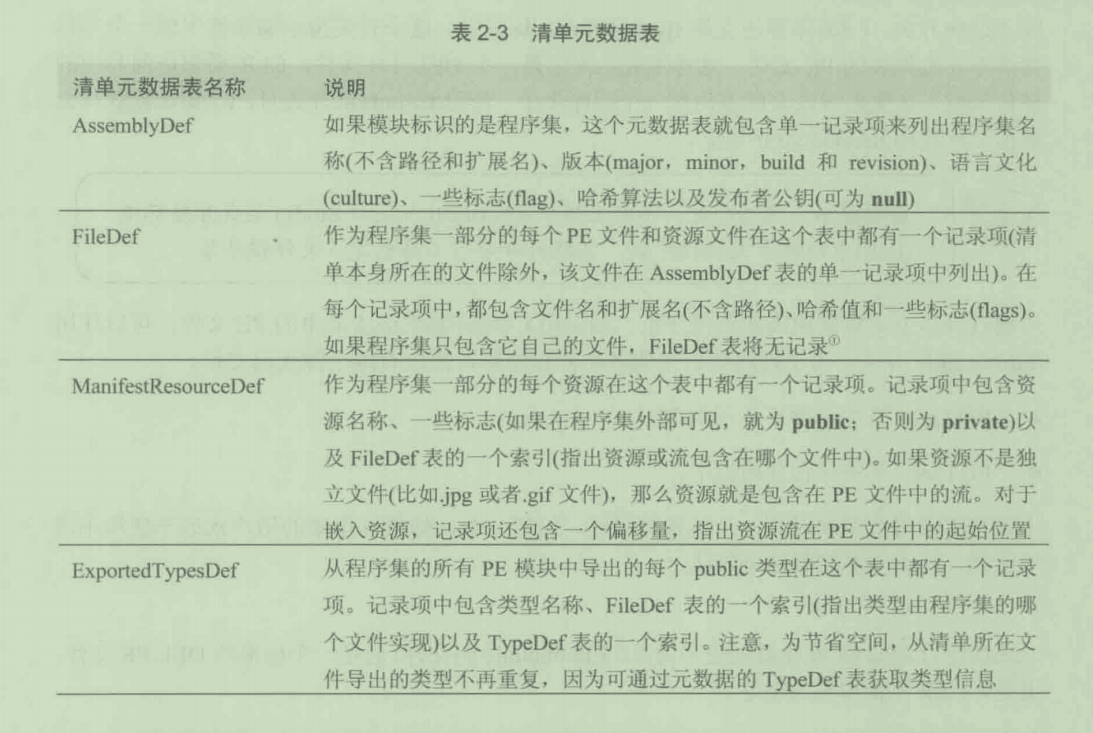 表 2-3 清单元数据表
清单元数据表名称 说明
AssemblyDef 如果模块标识的是程序集，这个元数据表就包含单一记录项来列出程序集名
称(不含路径和扩展名)、版本(major，minor，build 和 revision)、语言文化
(culture)、一些标志(flag)、哈希算法以及发布者公钥(可为 null)
FileDef 作为程序集一部分的每个 PE 文件和资源文件在这个表中都有一个记录项(清
单本身所在的文件除外，该文件在 AssemblyDef 表的单一记录项中列出)。在
每个记录项中，都包含文件名和扩展名(不含路径)、哈希值和一些标志(flags)。
如果程序集只包含它自己的文件，FileDef 表将无记录①
ManifestResourceDef 作为程序集一部分的每个资源在这个表中都有一个记录项。记录项中包含资
源名称、一些标志(如果在程序集外部可见，就为 public；否则为 private)以
及 FileDef 表的一个索引(指出资源或流包含在哪个文件中)。如果资源不是独
立文件(比如.jpg 或者.gif 文件)，那么资源就是包含在 PE 文件中的流。对于
嵌入资源，记录项还包含一个偏移量，指出资源流在 PE 文件中的起始位置
ExportedTypesDef 从程序集的所有 PE 模块中导出的每个 public 类型在这个表中都有一个记录
项。记录项中包含类型名称、FileDef 表的一个索引(指出类型由程序集的哪
个文件实现)以及 TypeDef 表的一个索引。注意，为节省空间，从清单所在文
件导出的类型不再重复，因为可通过元数据的 TypeDef 表获取类型信息